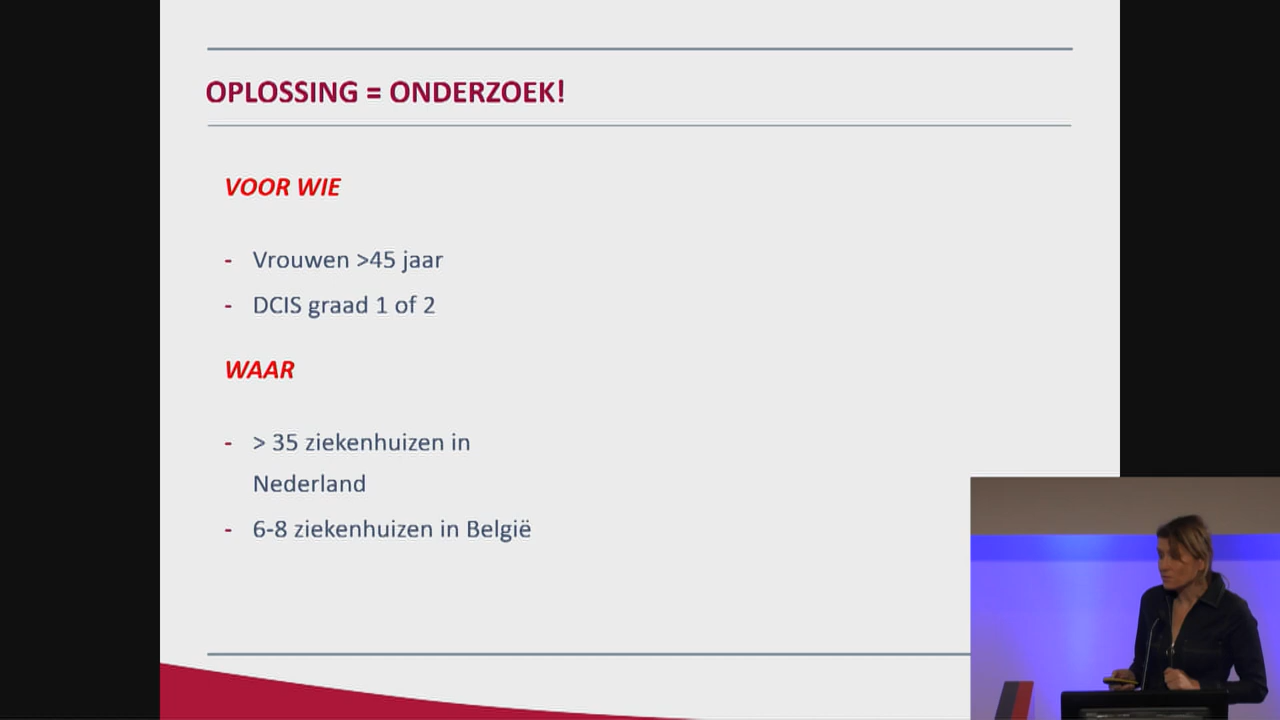 OPLOSSING = ONDERZOEK!
VOOR WIE
- Vrouwen >45 jaar
- DCIS graad 1 of 2
WAAR
- > 35 ziekenhuizen in
Nederland
- 6-8 ziekenhuizen in België